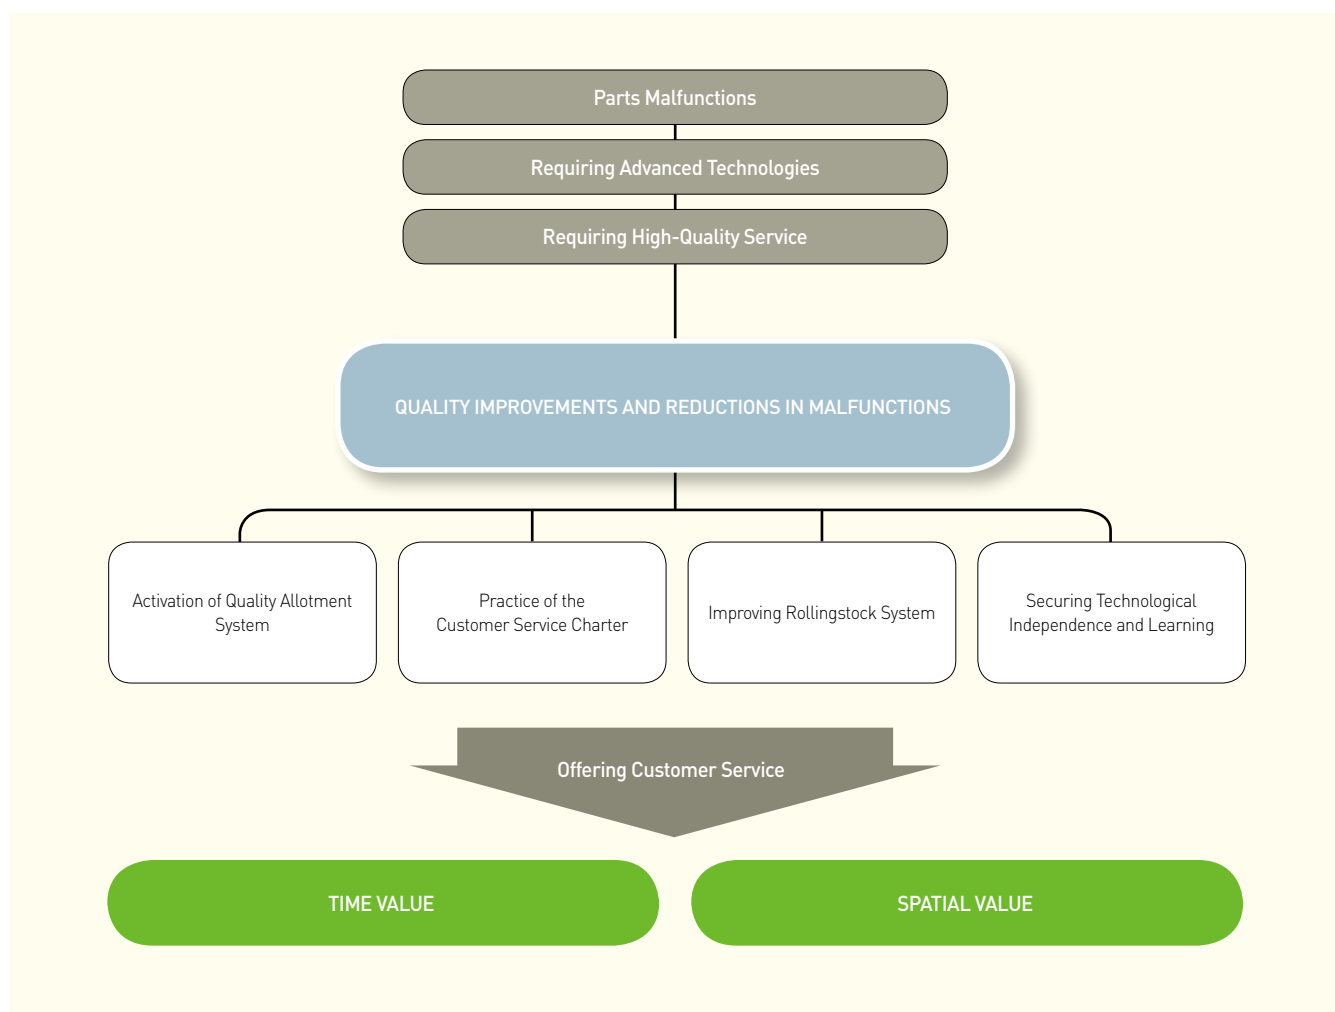 Parts Malfunctions
Requiring Advanced Technologies
Requiring High-Quality Service
QUALITY IMPROVEMENTS AND REDUCTIONS IN MALFUNCTIONS
Activation of Quality Allotment
System
Practice of the
Customer Service Charter
Improving Rollingstock System
Securing Technological
Independence and Learning
Offering Customer Service
TIME VALUE
SPATIAL VALUE